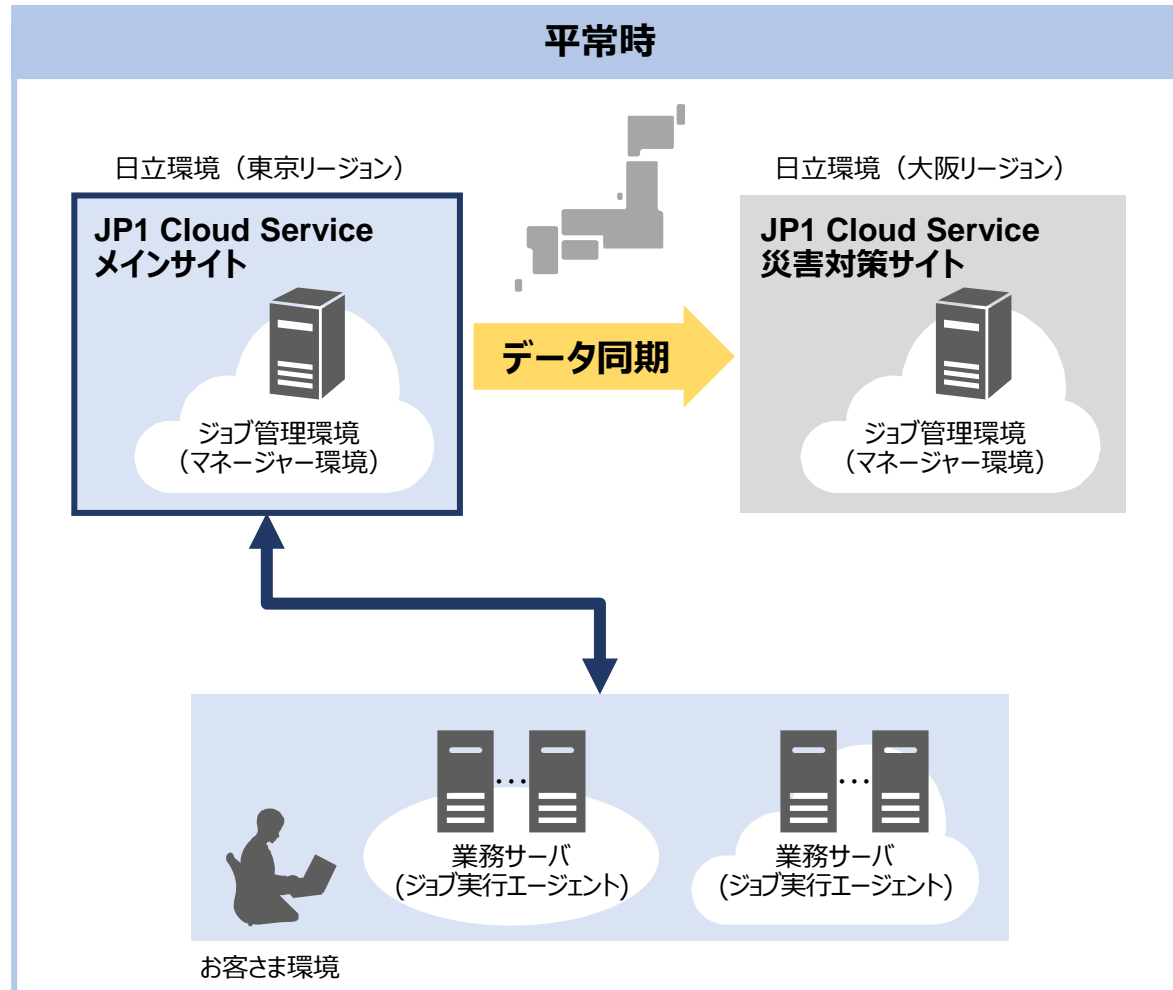 平常時
日立環境（東京リージョン）
JP1 Cloud Service
メインサイト
ジョブ管理環境
（マネージャー環境）
データ同期
日立環境（大阪リージョン）
JP1 Cloud Service
災害対策サイト
ジョブ管理環境
（マネージャー環境）
…
業務サーバ
(ジョブ実行エージェント)
…
業務サーバ
(ジョブ実行エージェント)
お客さま環境